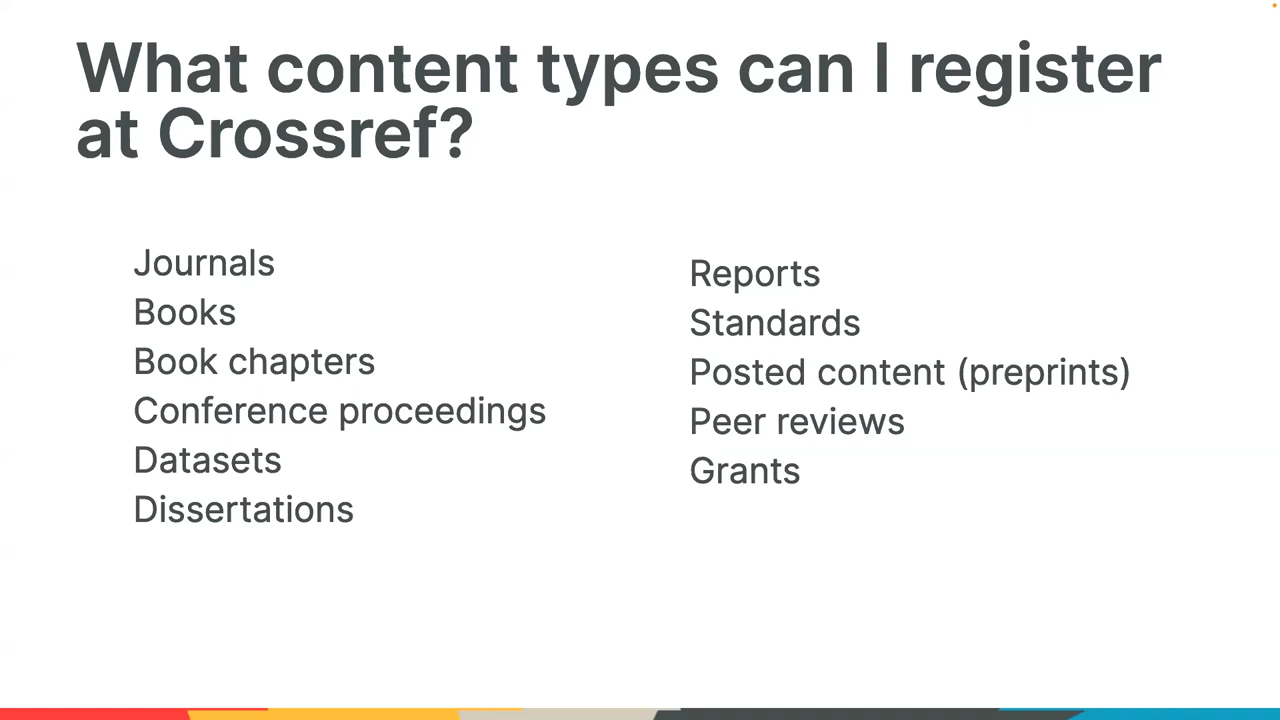 What content types can I register
at Crossref?
Journals
Books
Book chapters
Conference proceedings
Datasets
Dissertations
Reports
Standards
Posted content (preprints)
Peer reviews
Grants